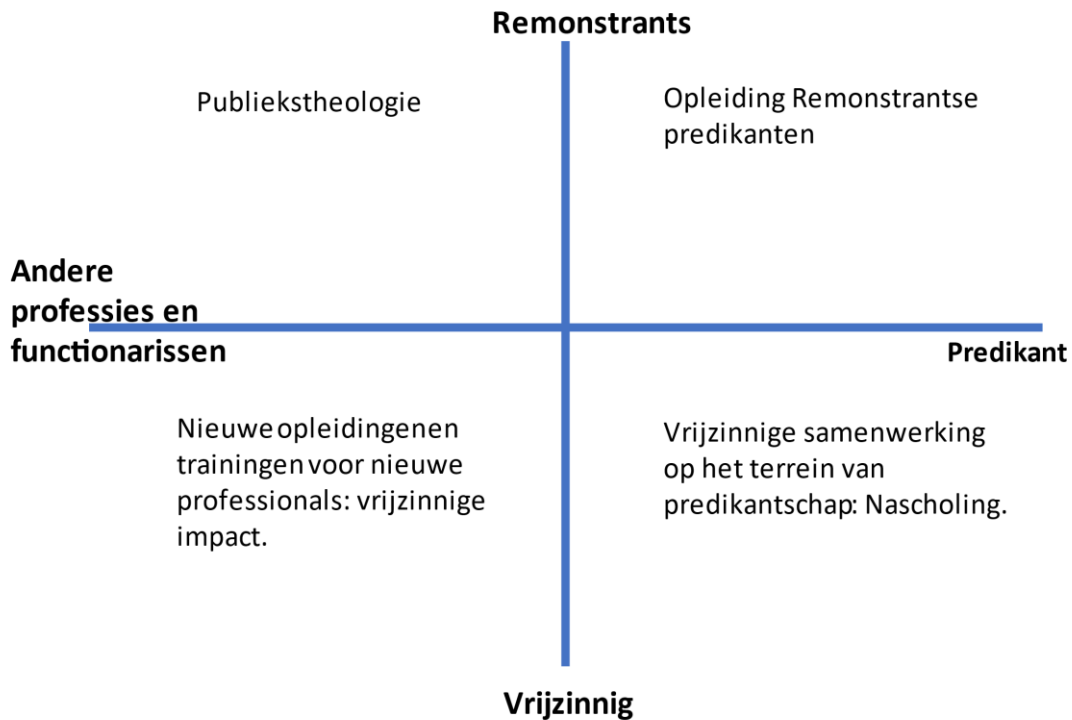 Remonstrants
Publiekstheologie
Opleiding Remonstrantse
predikanten
Andere
professies en
functionarissen
Predikant
Nieuwe opleidingenen
trainingen voor nieuwe
professionals: vrijzinnige
impact.
Vrijzinnige samenwerking
op het terrein van
predikantschap: Nascholing.
Vrijzinnig